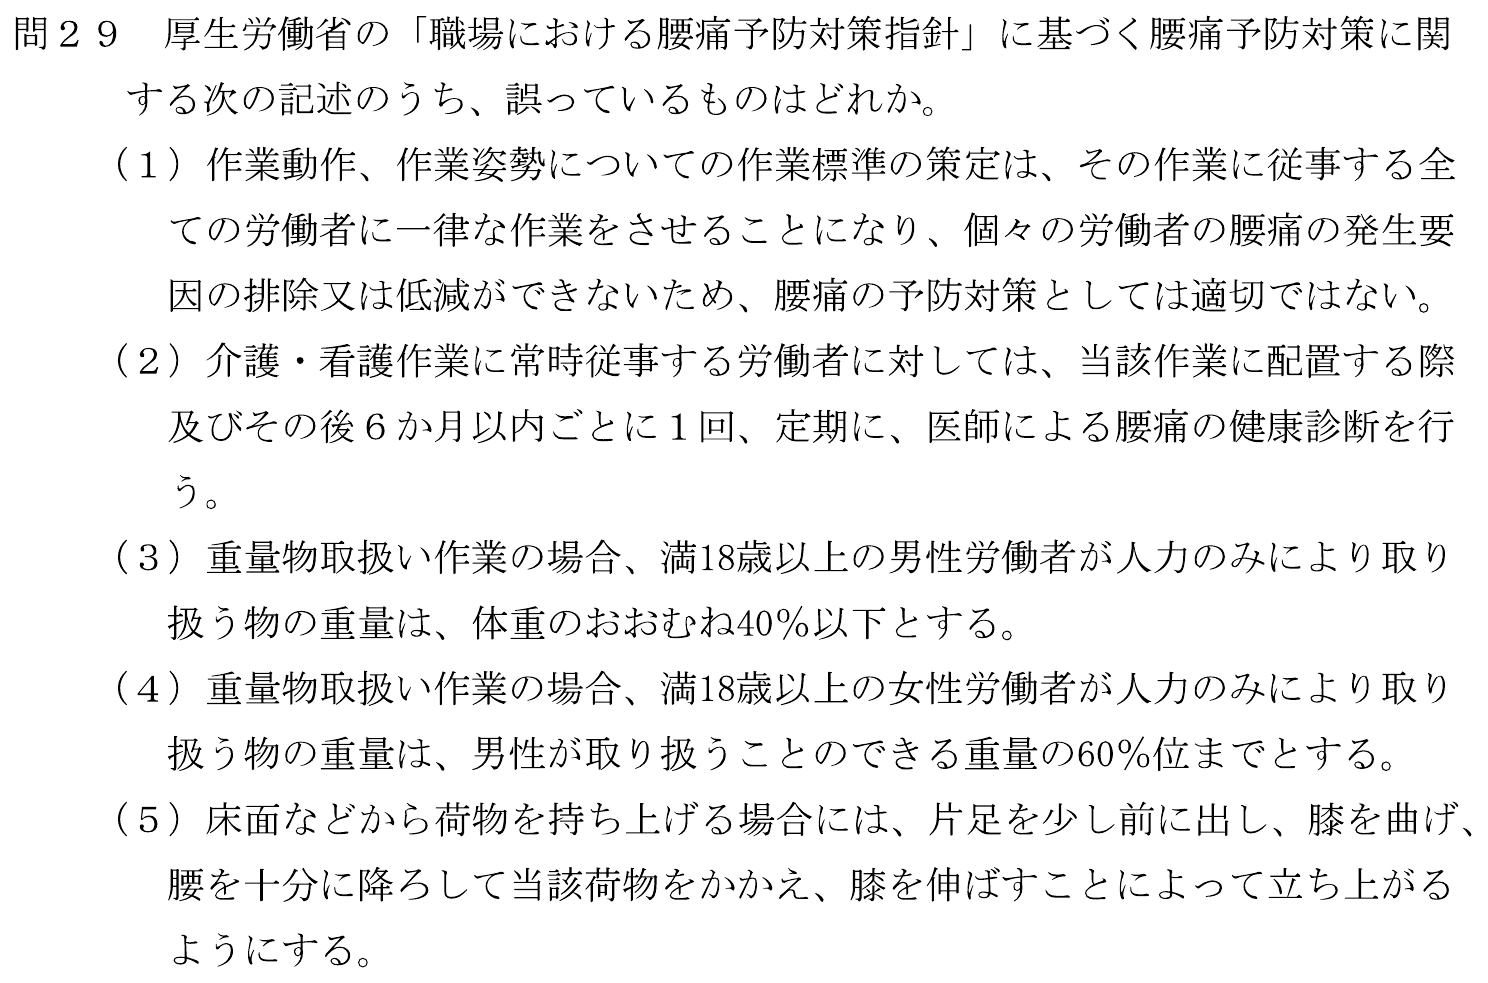 問２９　厚生労働省の「職場における腰痛予防対策指針」に基づく腰痛予防対策に関
する次の記述のうち、誤っているものはどれか。
（１）作業動作、作業姿勢についての作業標準の策定は、その作業に従事する全
ての労働者に一律な作業をさせることになり、個々の労働者の腰痛の発生要
因の排除又は低減ができないため、腰痛の予防対策としては適切ではない。
（２）介護・看護作業に常時従事する労働者に対しては、当該作業に配置する際
及びその後６か月以内ごとに１回、定期に、医師による腰痛の健康診断を行
う。
（３）重量物取扱い作業の場合、満18歳以上の男性労働者が人力のみにより取り
扱う物の重量は、体重のおおむね40％以下とする。
（４）重量物取扱い作業の場合、満18歳以上の女性労働者が人力のみにより取り
扱う物の重量は、男性が取り扱うことのできる重量の60％位までとする。
（５）床面などから荷物を持ち上げる場合には、片足を少し前に出し、膝を曲げ、
腰を十分に降ろして当該荷物をかかえ、膝を伸ばすことによって立ち上がる
ようにする。